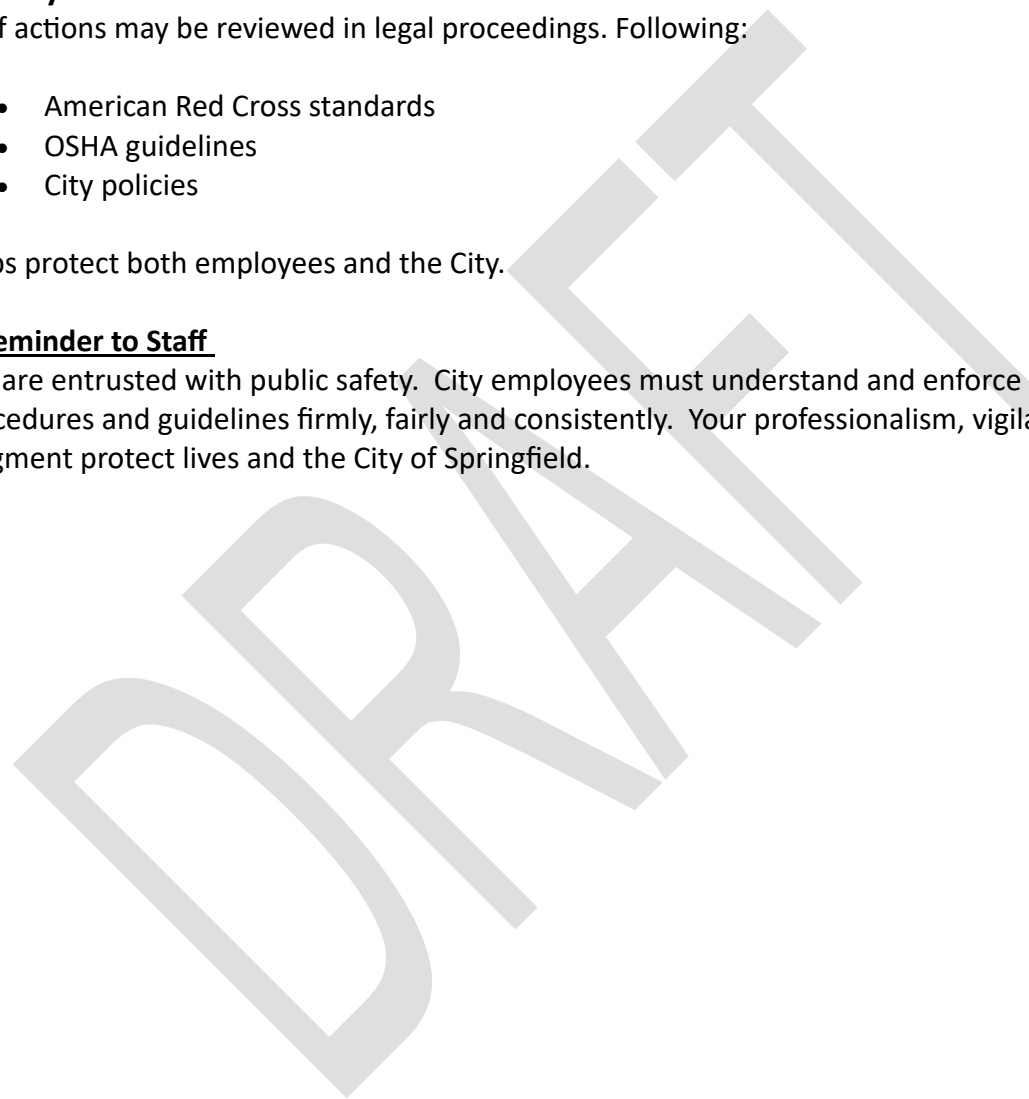 f actions may be reviewed in legal proceedings. Following:
• American Red Cross standards
• OSHA guidelines
• City policies
ps protect both employees and the City.
eminder to Staff
are entrusted with public safety.  City employees must understand and enforce
cedures and guidelines firmly, fairly and consistently.  Your professionalism, vigila
gment protect lives and the City of Springfield.
DRAFT